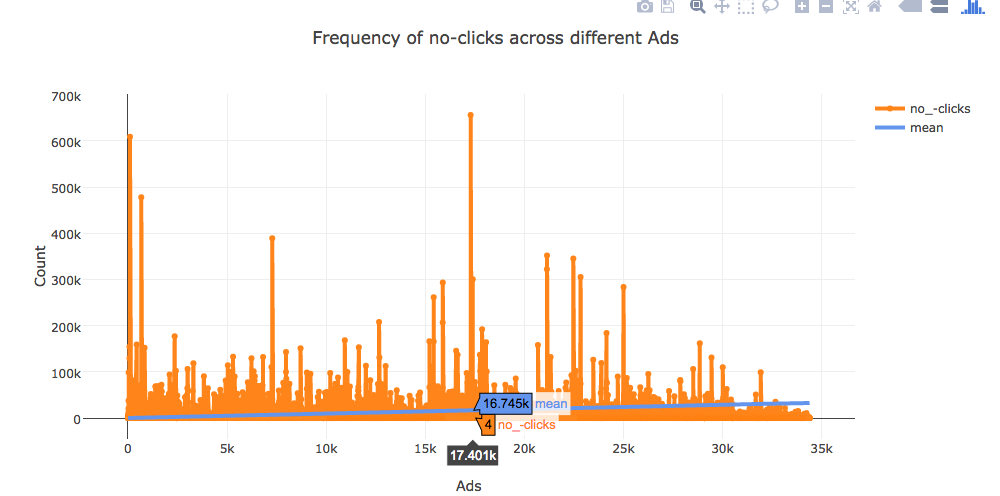 Frequency of no-clicks across different Ads
700k
600k
500k
400k
300k
200k
100k
0
Count
0
5k
10k
15k
20k
25k
30k
35k
Ads
no_-clicks
mean
16.745k mean
4 no_-clicks
17.401k